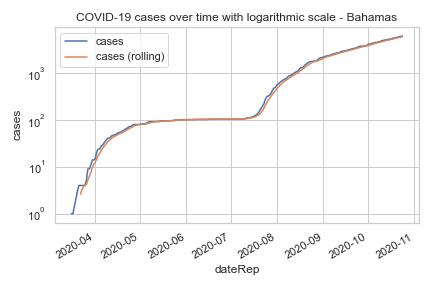 COVID-19 cases over time with logarithmic scale - Bahamas
cases
cases (rolling)
10³
10²
10¹
10⁰
cases
2020-04
2020-05
2020-06
2020-07
2020-08
2020-09
2020-10
2020-11
dateRep